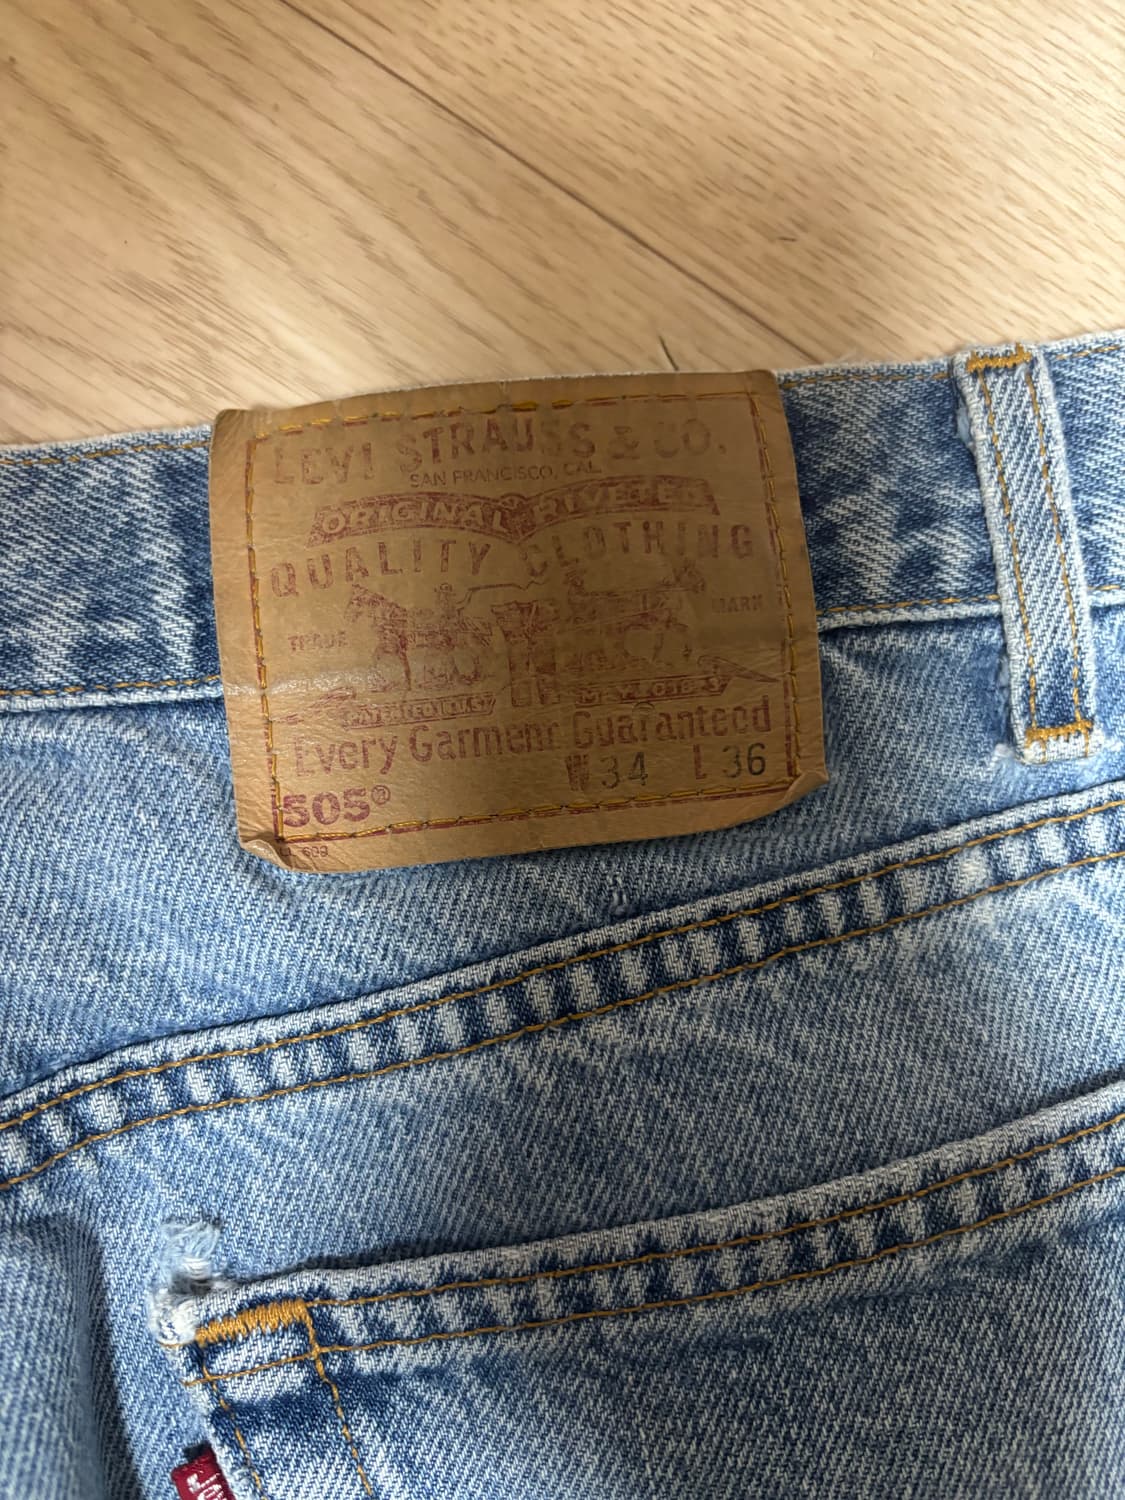 LEVI STRAUSS & CO.
SAN FRANCISCO, CAL
ORIGINAL® RIVETED
QUALITY CLOTHING
TRADE MARK
Every Garment Guaranteed
W 34 L 36
505®